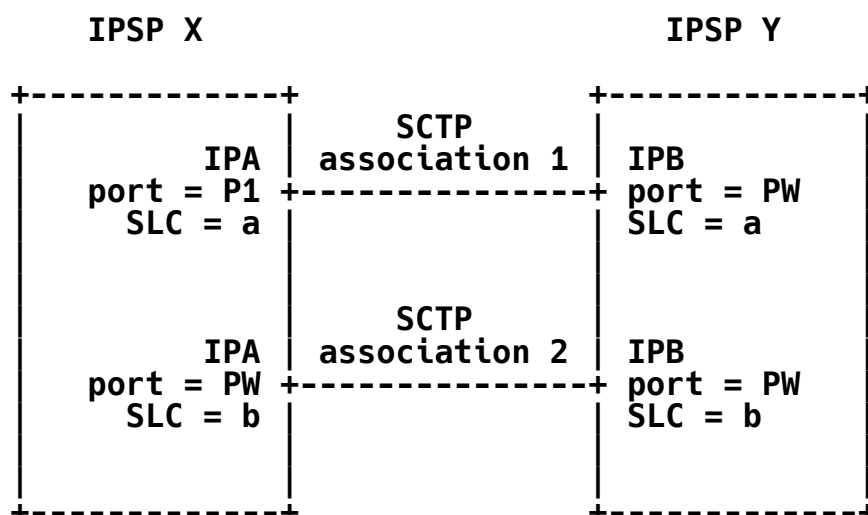 IPSP X IPSP Y
SCTP
IPA association 1 IPB
port = P1 port = PW
SLC = a SLC = a
SCTP
IPA association 2 IPB
port = PW port = PW
SLC = b SLC = b